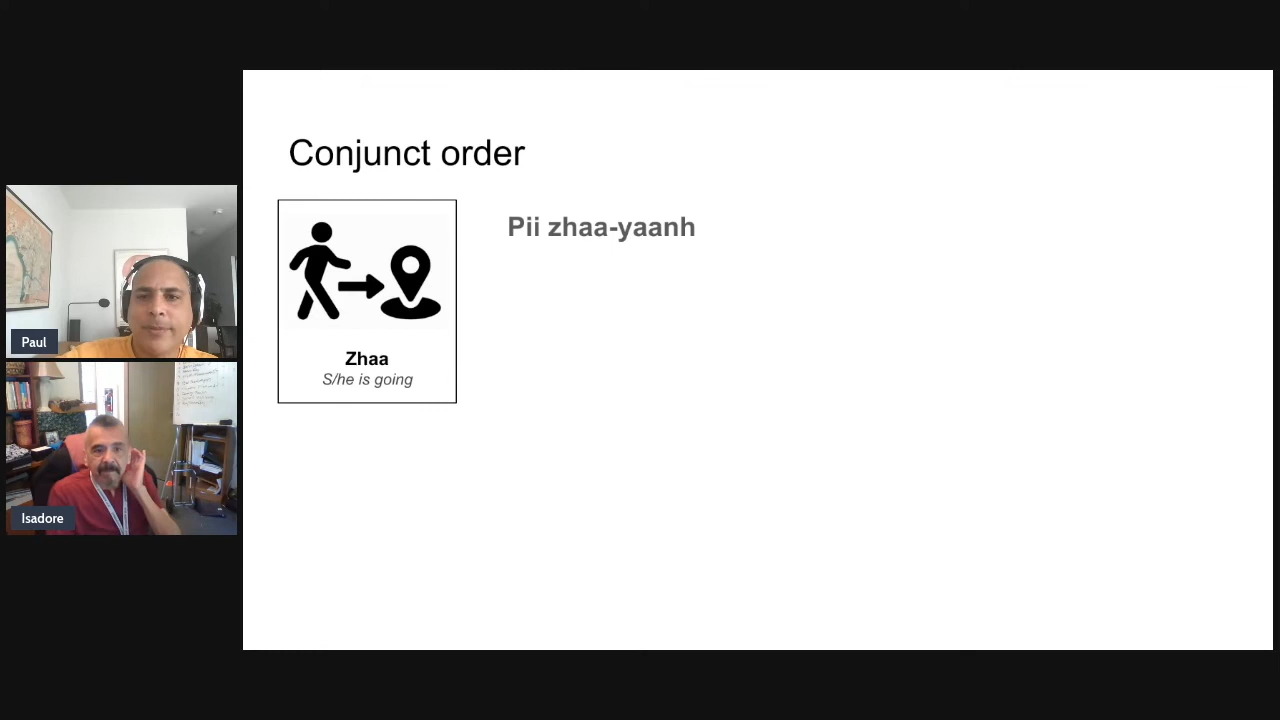 Conjunct order
Pii zhaa-yaanh
Zhaa
S/he is going
Paul
Isadore